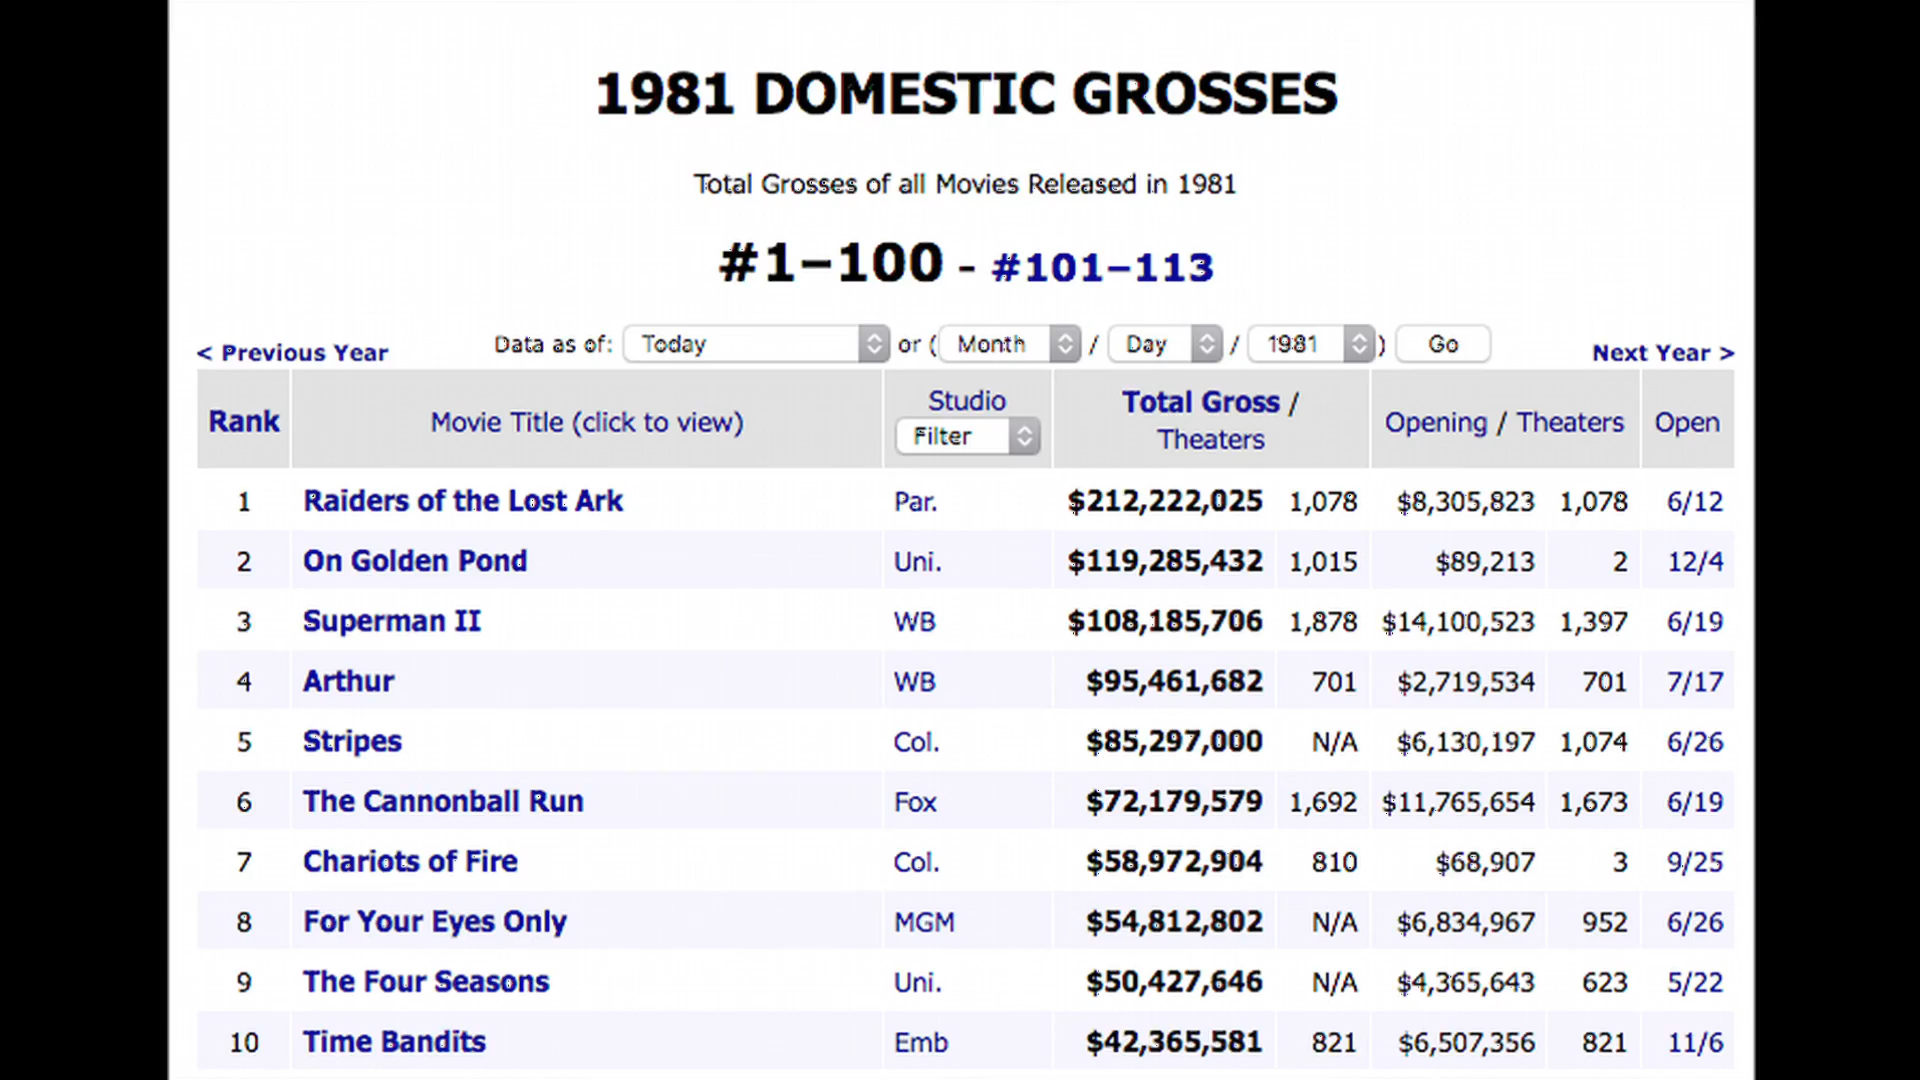 1981 DOMESTIC GROSSES
Total Grosses of all Movies Released in 1981
#1–100 - #101–113
< Previous Year Data as of: Today or ( Month / Day / 1981 ) Go Next Year >
Rank Movie Title (click to view) Studio Filter Total Gross / Theaters Opening / Theaters Open
1 Raiders of the Lost Ark Par. $212,222,025 1,078 $8,305,823 1,078 6/12
2 On Golden Pond Uni. $119,285,432 1,015 $89,213 2 12/4
3 Superman II WB $108,185,706 1,878 $14,100,523 1,397 6/19
4 Arthur WB $95,461,682 701 $2,719,534 701 7/17
5 Stripes Col. $85,297,000 N/A $6,130,197 1,074 6/26
6 The Cannonball Run Fox $72,179,579 1,692 $11,765,654 1,673 6/19
7 Chariots of Fire Col. $58,972,904 810 $68,907 3 9/25
8 For Your Eyes Only MGM $54,812,802 N/A $6,834,967 952 6/26
9 The Four Seasons Uni. $50,427,646 N/A $4,365,643 623 5/22
10 Time Bandits Emb $42,365,581 821 $6,507,356 821 11/6